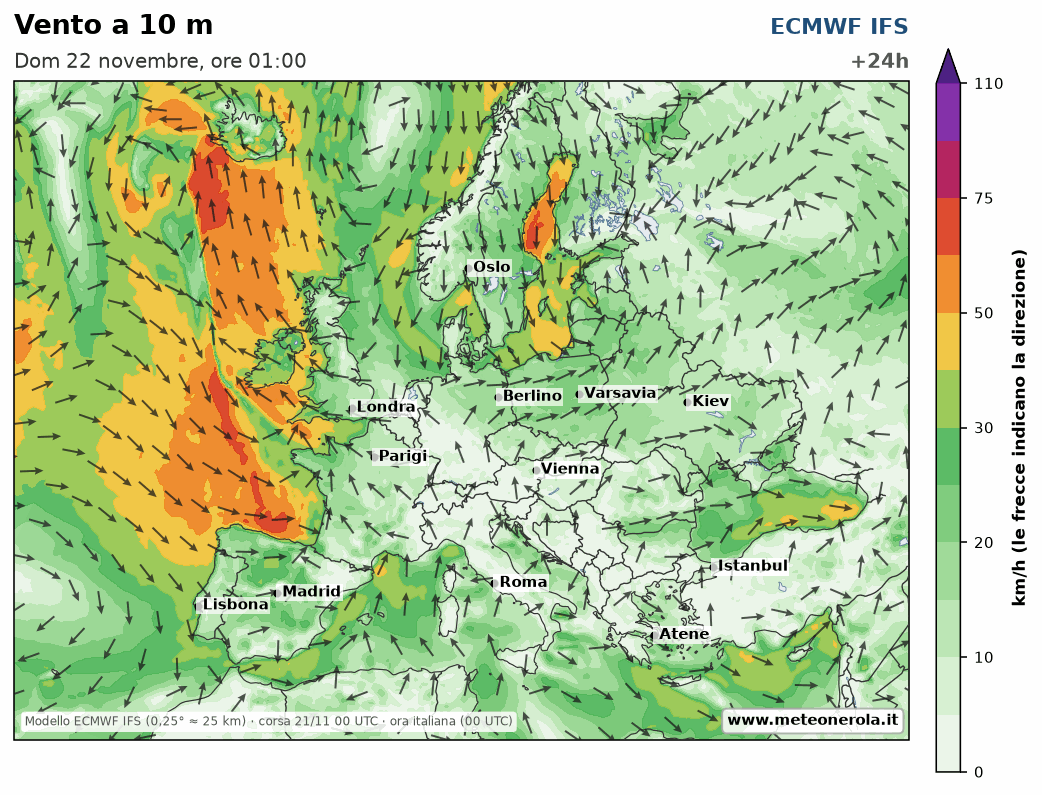 Vento a 10 m
ECMWF IFS
Dom 22 novembre, ore 01:00
+24h
110
75
50
30
20
10
0
km/h (le frecce indicano la direzione)
Oslo
Londra
Berlino
Varsavia
Kiev
Parigi
Vienna
Istanbul
Roma
Madrid
Lisbona
Atene
Modello ECMWF IFS (0,25° ≈ 25 km) · corsa 21/11 00 UTC · ora italiana (00 UTC)
www.meteonerola.it